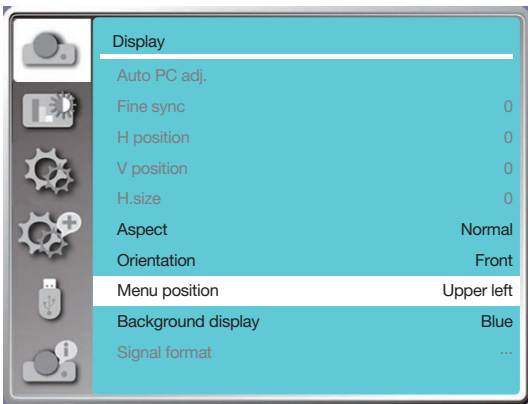 Display
Auto PC adj.
Fine sync 0
H position 0
V position 0
H.size 0
Aspect Normal
Orientation Front
Menu position Upper left
Background display Blue
Signal format ...